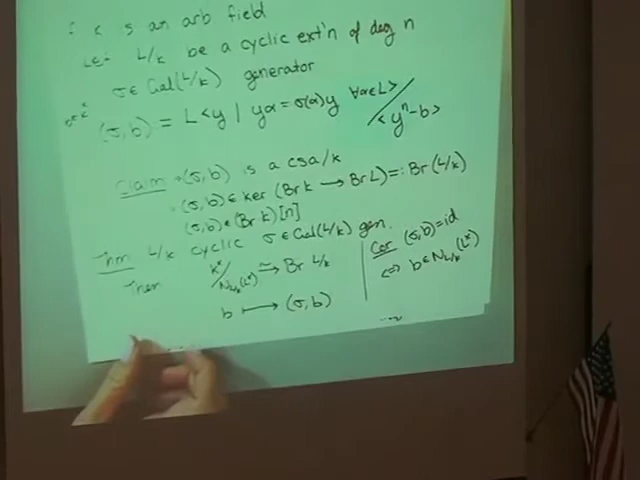 k is an arb field
Let L/k be a cyclic ext'n of deg n
σ ∈ Gal(L/k) generator
b ∈ k^x
(σ, b) = L<y | yα = σ(α)y ∀α∈L> / <y^n - b>
Claim • (σ, b) is a csa/k
• (σ, b) ∈ ker (Br k → Br L) =: Br(L/k)
(σ, b) ∈ (Br k)[n]
Thm L/k cyclic σ ∈ Gal(L/k) gen.
Then k^x / N_{L/k}(L^x) ≅→ Br L/k
b ↦ (σ, b)
Cor (σ, b) = id
⇔ b ∈ N_{L/k}(L^x)